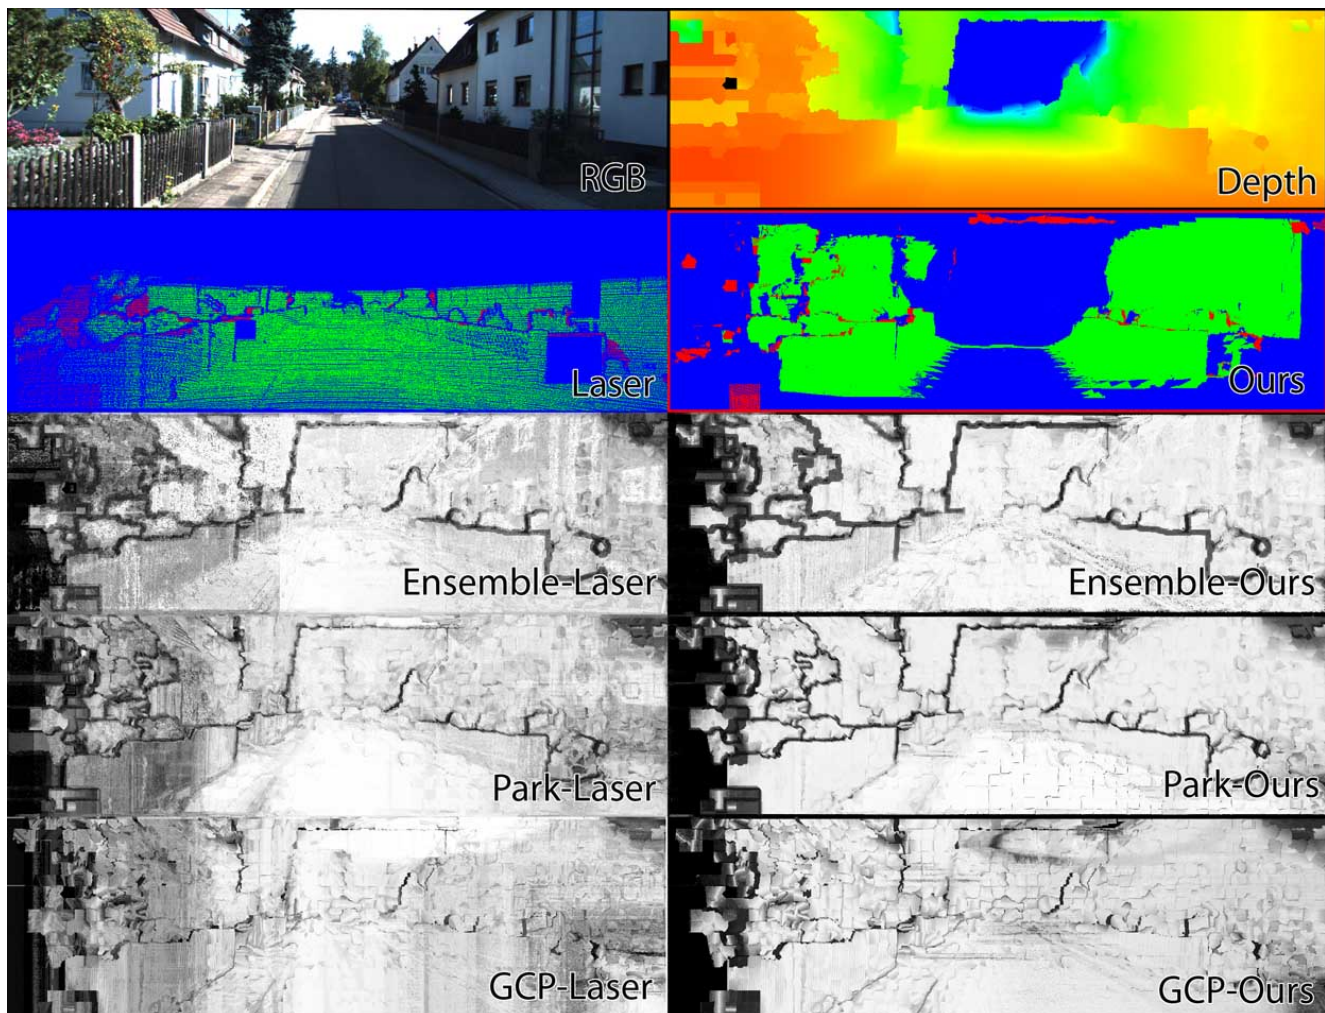 RGB
Depth
Laser
Ours
Ensemble-Laser
Ensemble-Ours
Park-Laser
Park-Ours
GCP-Laser
GCP-Ours